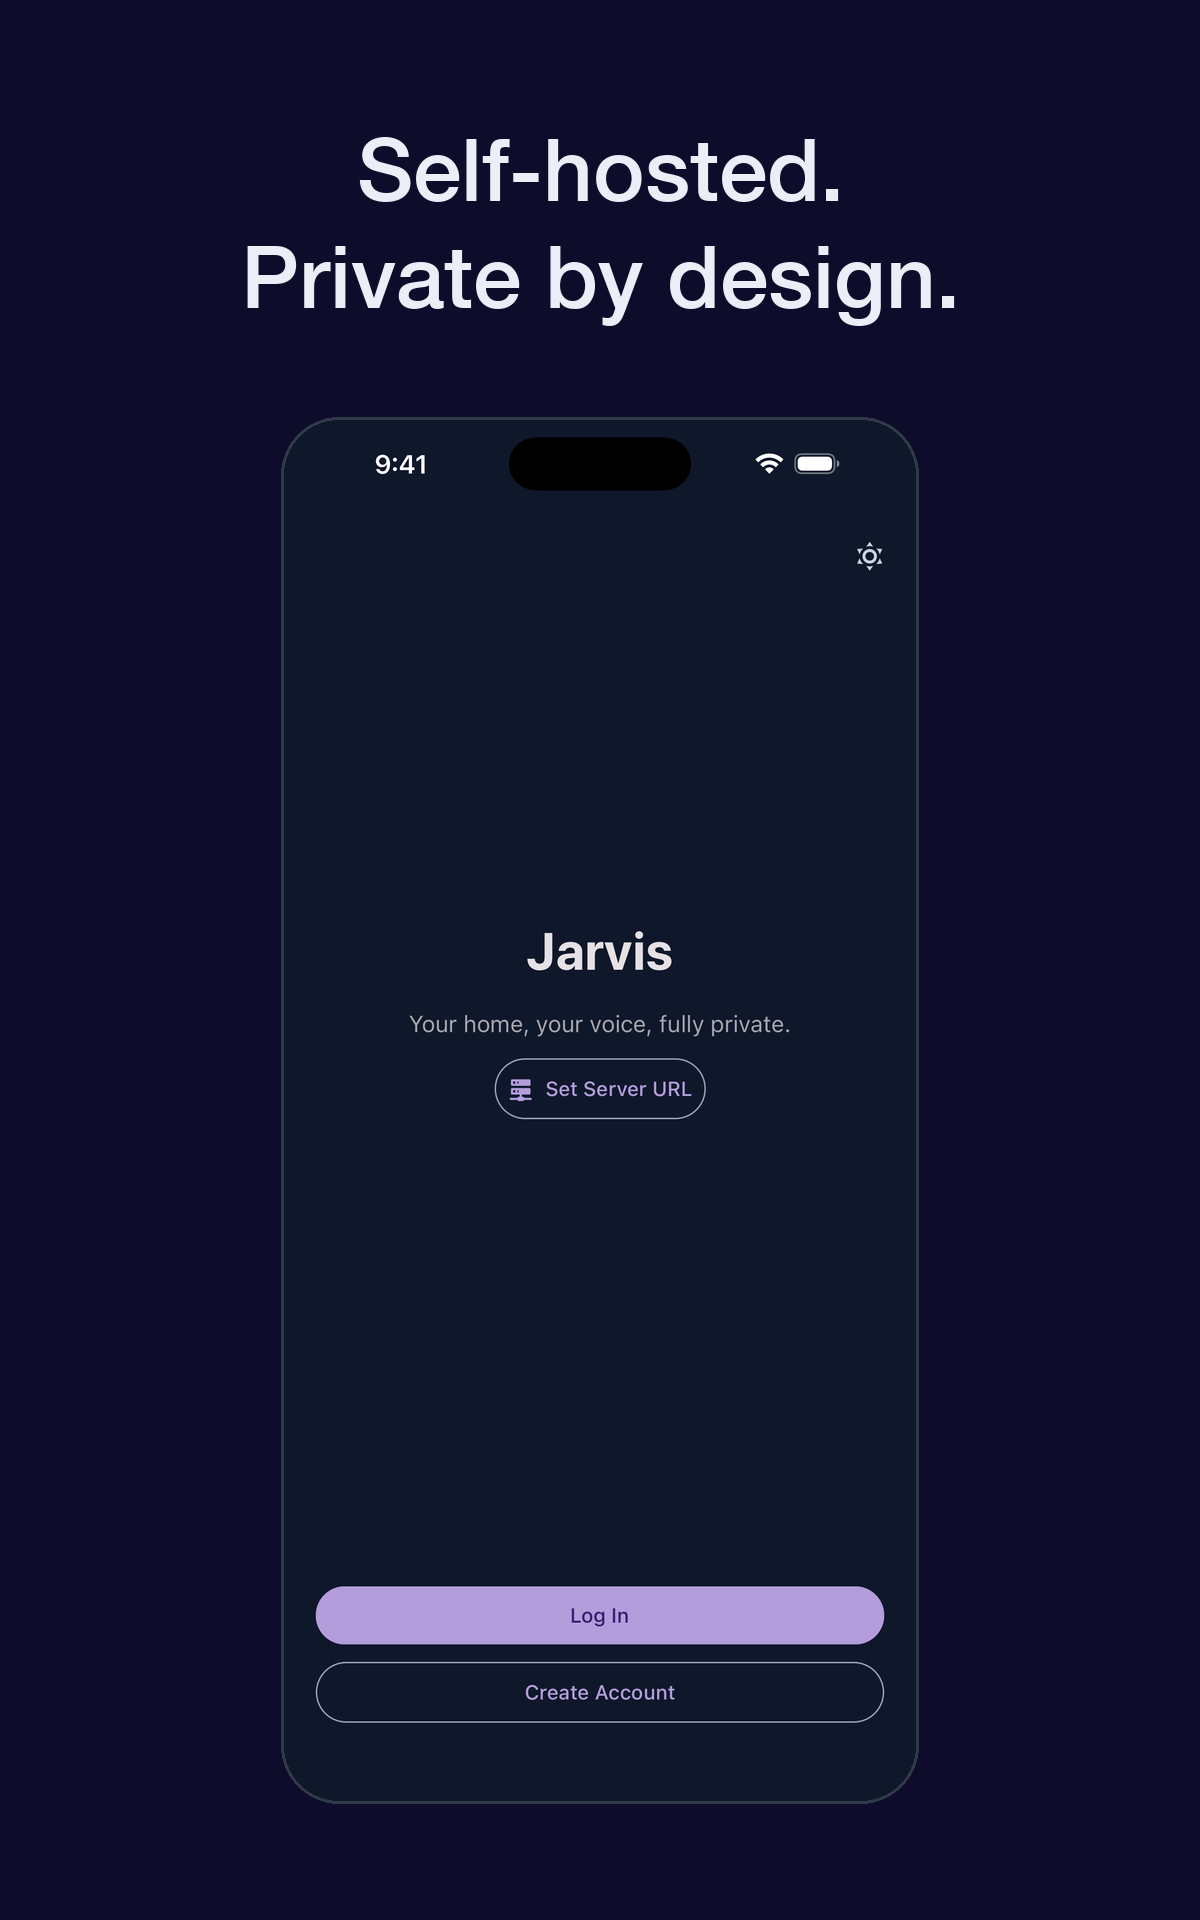 Self-hosted.
Private by design.
9:41
Jarvis
Your home, your voice, fully private.
Set Server URL
Log In
Create Account